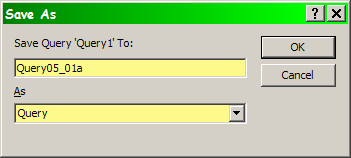 Save As
Save Query 'Query1' To:
OK
Query05_01a
Cancel
As
Query